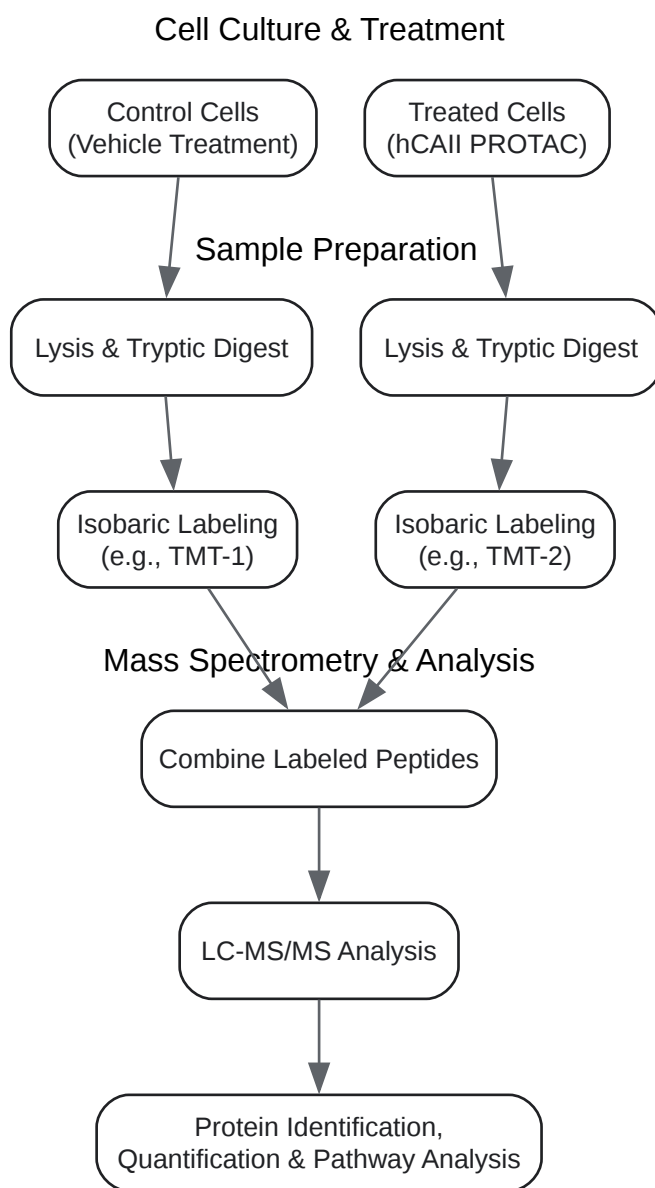 Cell Culture & Treatment
Control Cells
(Vehicle Treatment)
Treated Cells
(hCAII PROTAC)
Sample Preparation
Lysis & Tryptic Digest
Lysis & Tryptic Digest
Isobaric Labeling
(e.g., TMT-1)
Isobaric Labeling
(e.g., TMT-2)
Mass Spectrometry & Analysis
Combine Labeled Peptides
LC-MS/MS Analysis
Protein Identification,
Quantification & Pathway Analysis